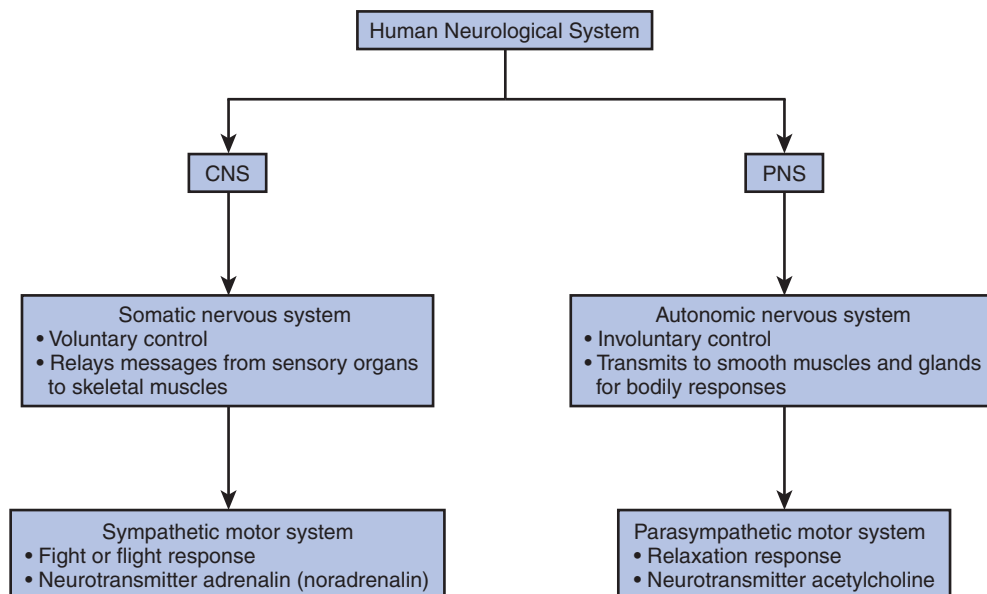 Human Neurological System
CNS
PNS
Somatic nervous system
• Voluntary control
• Relays messages from sensory organs
to skeletal muscles
Autonomic nervous system
• Involuntary control
• Transmits to smooth muscles and glands
for bodily responses
Sympathetic motor system
• Fight or flight response
• Neurotransmitter adrenalin (noradrenalin)
Parasympathetic motor system
• Relaxation response
• Neurotransmitter acetylcholine